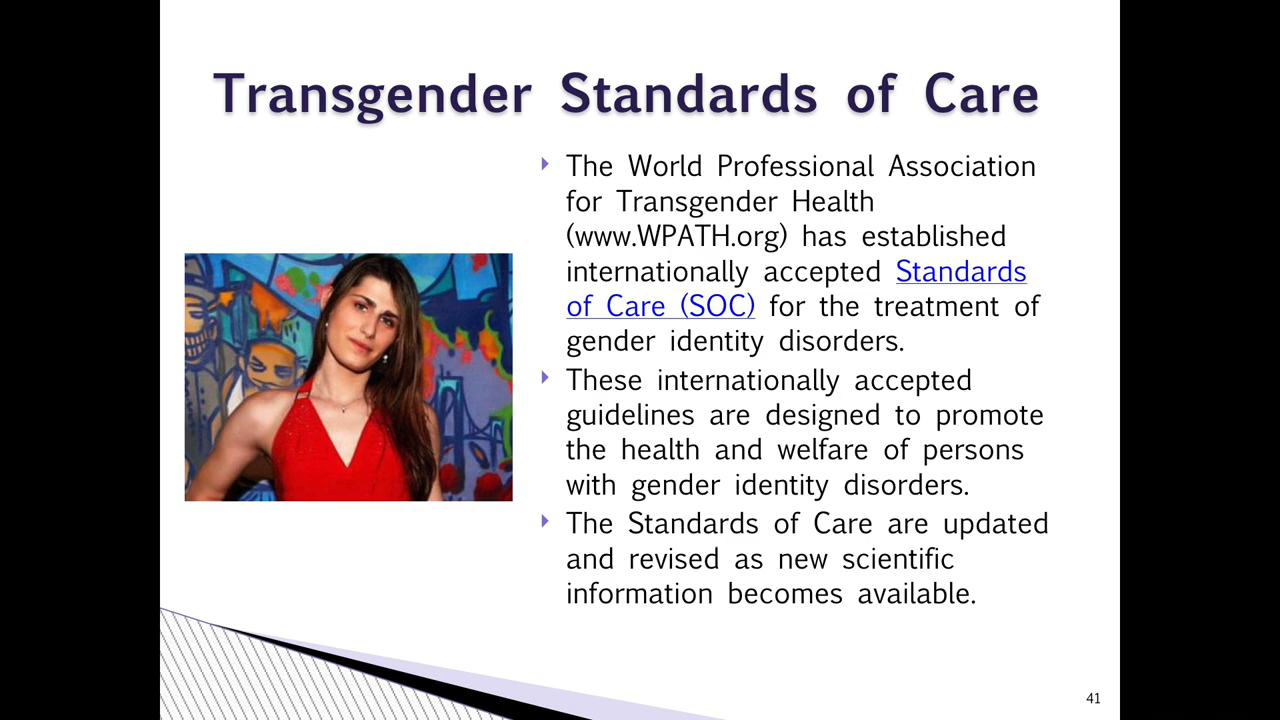 Transgender Standards of Care
The World Professional Association
for Transgender Health
(www.WPATH.org) has established
internationally accepted Standards
of Care (SOC) for the treatment of
gender identity disorders.
These internationally accepted
guidelines are designed to promote
the health and welfare of persons
with gender identity disorders.
The Standards of Care are updated
and revised as new scientific
information becomes available.
41